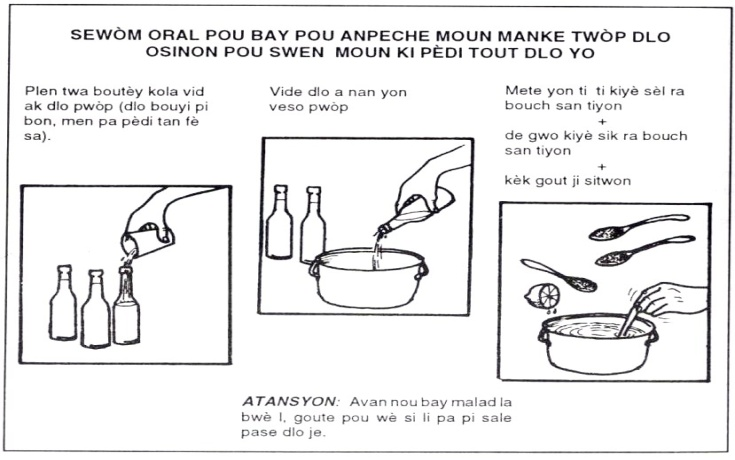 SEWÒM ORAL POU BAY POU ANPECHE MOUN MANKE TWÒP DLO
OSINON POU SWEN MOUN KI PÈDI TOUT DLO YO
Plen twa boutèy kola vid
ak dlo pwòp (dlo bouyi pi
bon, men pa pèdi tan fè
sa).
Vide dlo a nan yon
veso pwòp
Mete yon ti ti kiyè sèl ra
bouch san tiyon
+
de gwo kiyè sik ra bouch
san tiyon
+
kèk gout ji sitwon
ATANSYON: Avan nou bay malad la
bwè l, goute pou wè si li pa pi sale
pase dlo je.